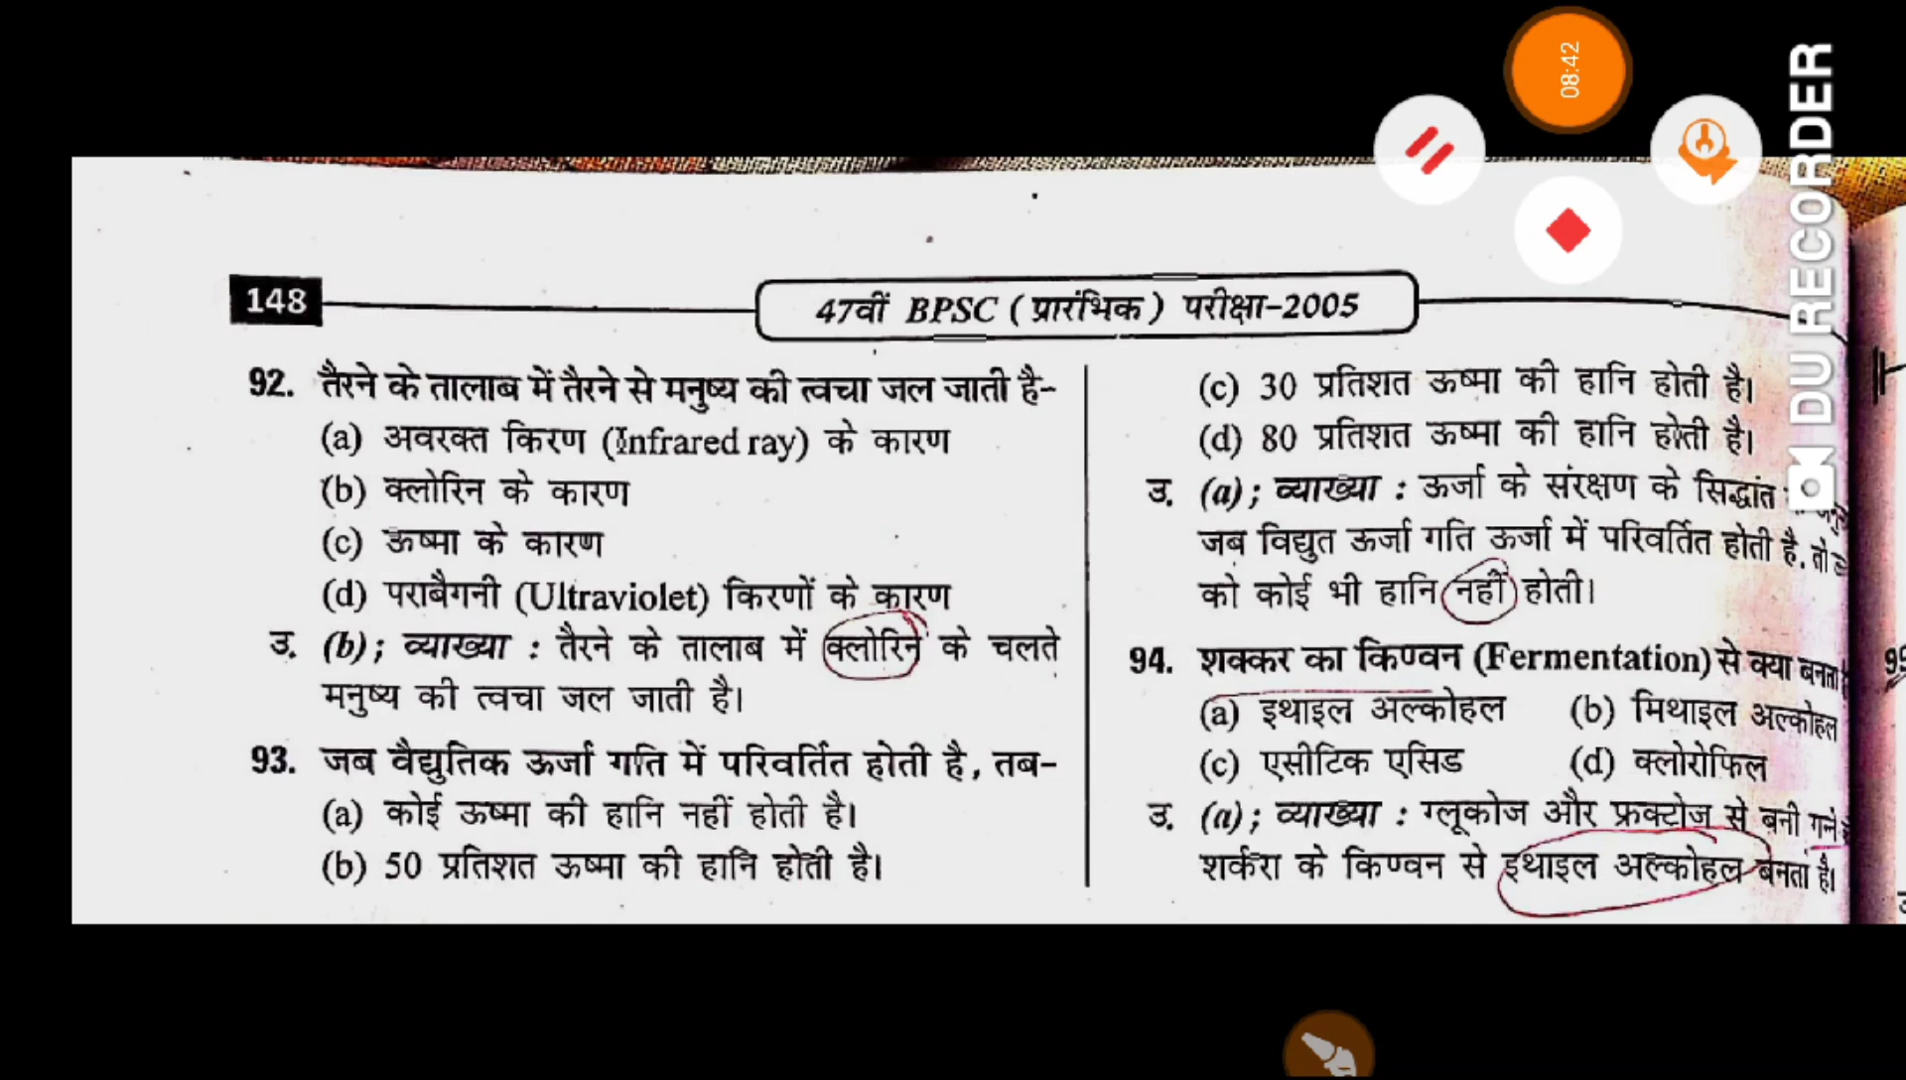 08:42
DU RECORDER
148
47वीं BPSC ( प्रारंभिक ) परीक्षा-2005
92. तैरने के तालाब में तैरने से मनुष्य की त्वचा जल जाती है-
(a) अवरक्त किरण (Infrared ray) के कारण
(b) क्लोरिन के कारण
(c) ऊष्मा के कारण
(d) पराबैगनी (Ultraviolet) किरणों के कारण
उ. (b); व्याख्या : तैरने के तालाब में क्लोरिन के चलते
मनुष्य की त्वचा जल जाती है।
93. जब वैद्युतिक ऊर्जा गति में परिवर्तित होती है, तब-
(a) कोई ऊष्मा की हानि नहीं होती है।
(b) 50 प्रतिशत ऊष्मा की हानि होती है।
(c) 30 प्रतिशत ऊष्मा की हानि होती है।
(d) 80 प्रतिशत ऊष्मा की हानि होती है।
उ. (a); व्याख्या : ऊर्जा के संरक्षण के सिद्धांत
जब विद्युत ऊर्जा गति ऊर्जा में परिवर्तित होती है, तो
को कोई भी हानि नहीं होती।
94. शक्कर का किण्वन (Fermentation) से क्या बनता
(a) इथाइल अल्कोहल (b) मिथाइल अल्कोहल
(c) एसीटिक एसिड (d) क्लोरोफिल
उ. (a); व्याख्या : ग्लूकोज और फ्रक्टोज से बनी गन्ने
शर्करा के किण्वन से इथाइल अल्कोहल बनता है।